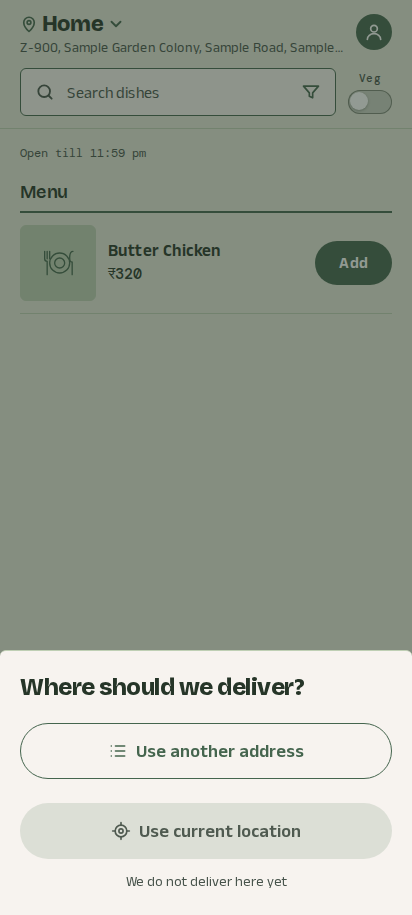 Home
Z-900, Sample Garden Colony, Sample Road, Sample...
Search dishes
Veg
Open till 11:59 pm
Menu
Butter Chicken
₹320
Add
Where should we deliver?
Use another address
Use current location
We do not deliver here yet